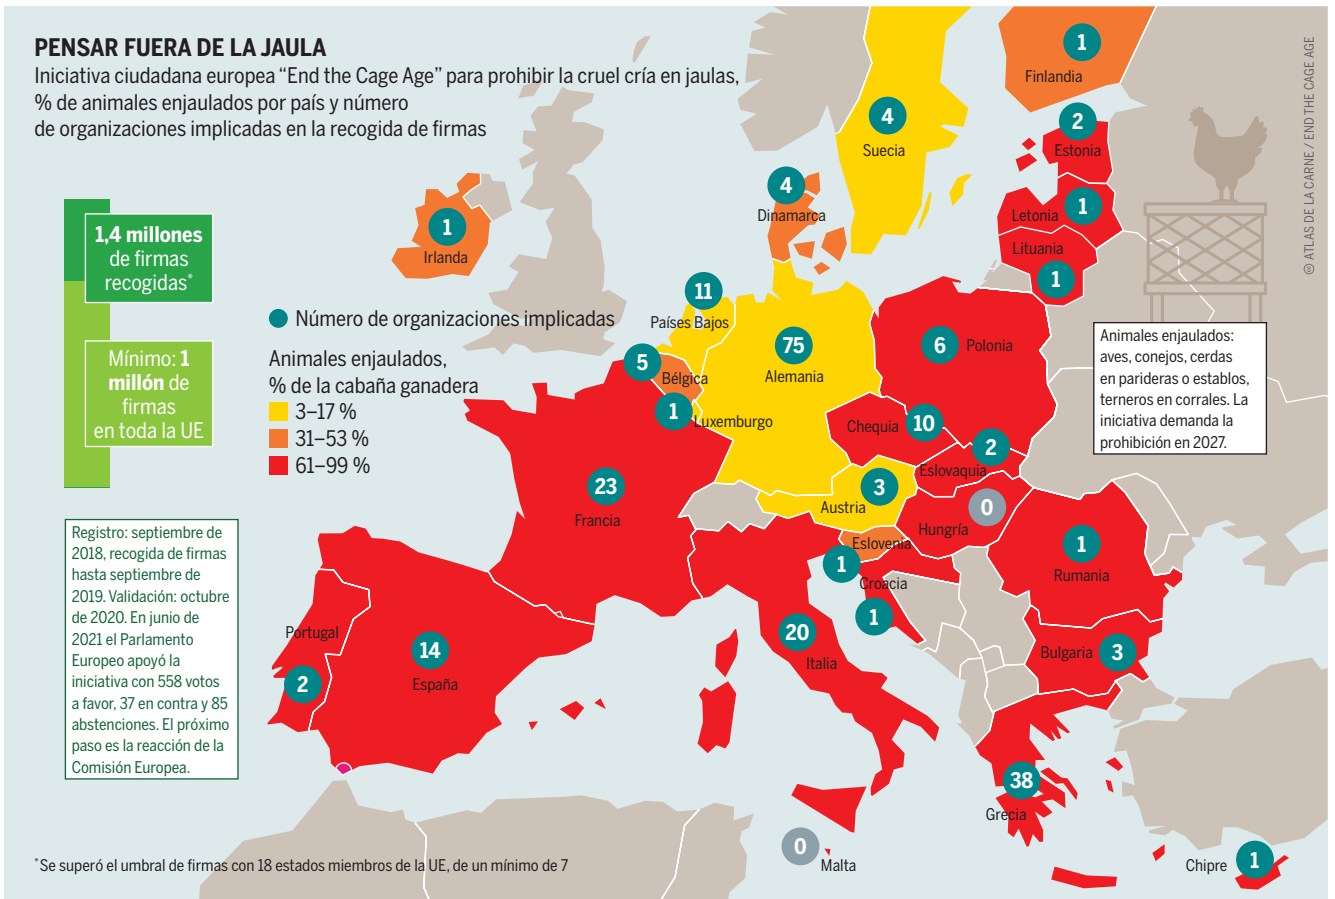 PENSAR FUERA DE LA JAULA
Iniciativa ciudadana europea “End the Cage Age” para prohibir la cruel cría en jaulas,
% de animales enjaulados por país y número
de organizaciones implicadas en la recogida de firmas
1,4 millones
de firmas
recogidas*
Mínimo: 1
millón de
firmas
en toda la UE
Número de organizaciones implicadas
Animales enjaulados,
% de la cabaña ganadera
3–17 %
31–53 %
61–99 %
Registro: septiembre de
2018, recogida de firmas
hasta septiembre de
2019. Validación: octubre
de 2020. En junio de
2021 el Parlamento
Europeo apoyó la
iniciativa con 558 votos
a favor, 37 en contra y 85
abstenciones. El próximo
paso es la reacción de la
Comisión Europea.
1
Finlandia
4
Suecia
2
Estonia
1
Letonia
Lituania
1
4
Dinamarca
1
Irlanda
11
Países Bajos
5
Bélgica
1
Luxemburgo
75
Alemania
6
Polonia
Chequia
10
2
Eslovaquia
3
Austria
0
Hungría
23
Francia
Eslovenia
1
Croacia
1
1
Rumania
Bulgaria
3
20
Italia
Portugal
2
14
España
38
Grecia
0
Malta
Chipre
1
Animales enjaulados:
aves, conejos, cerdas
en parideras o establos,
terneros en corrales. La
iniciativa demanda la
prohibición en 2027.
*Se superó el umbral de firmas con 18 estados miembros de la UE, de un mínimo de 7
ATLAS DE LA CARNE / END THE CAGE AGE